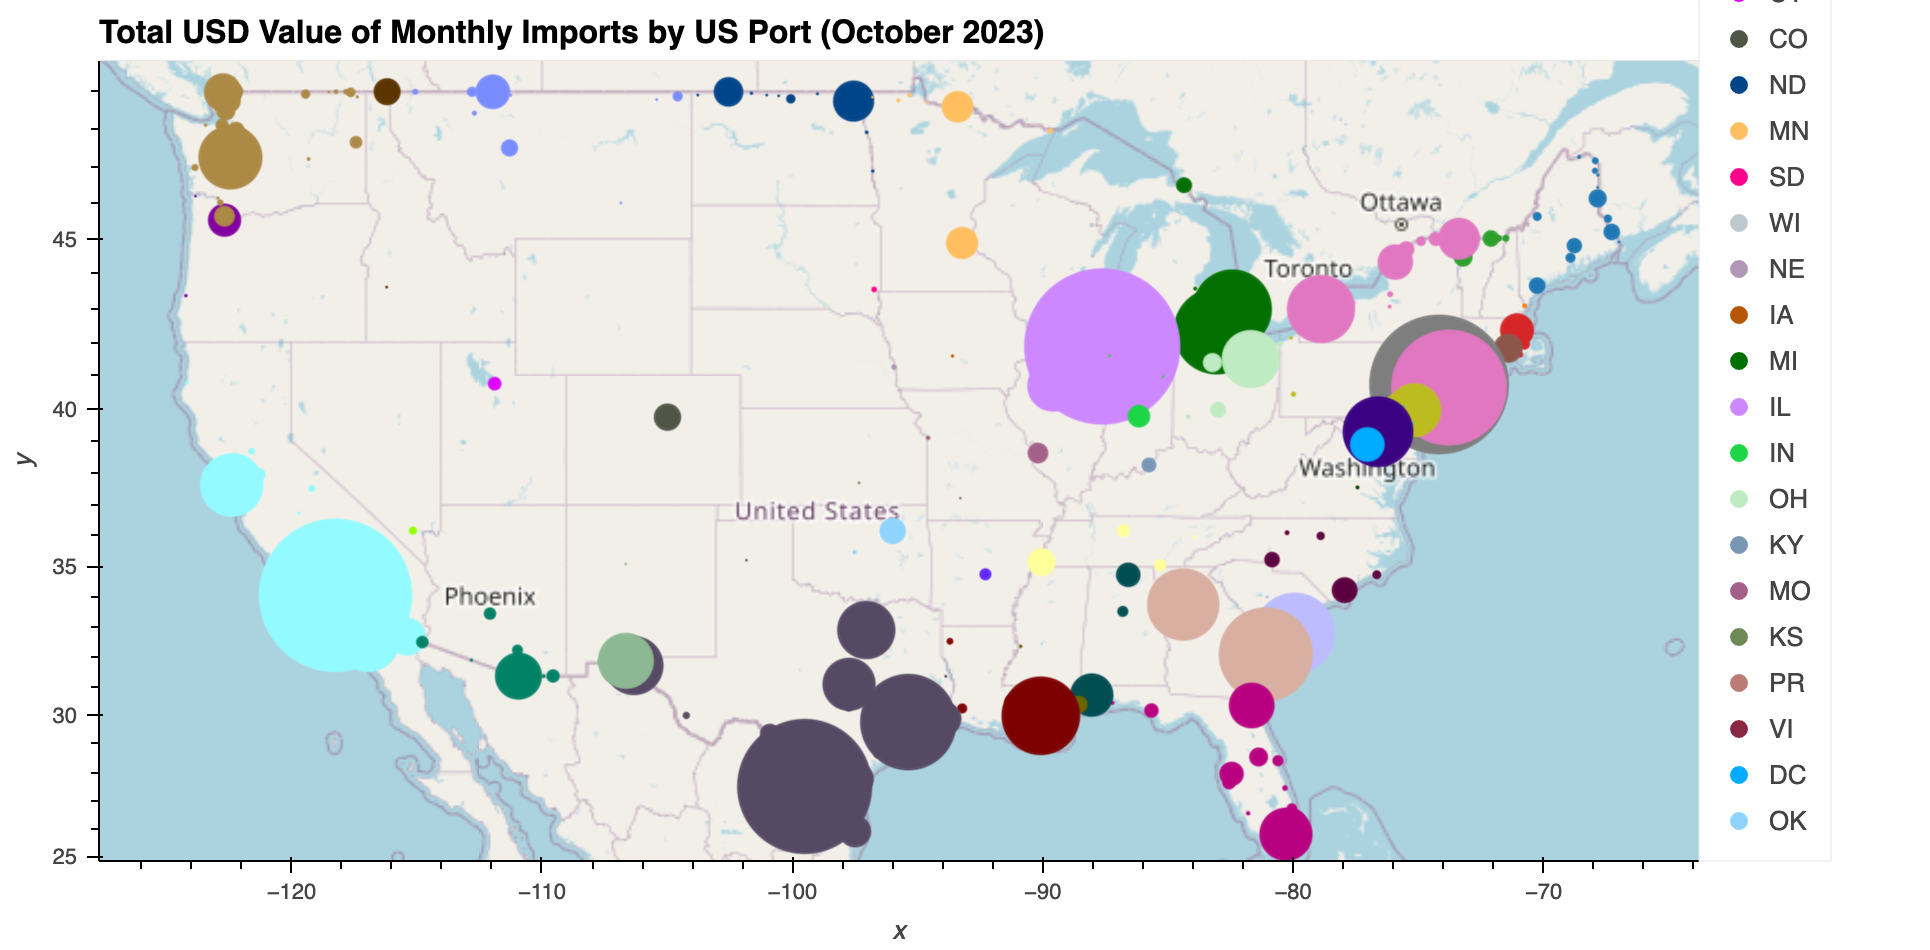 Total USD Value of Monthly Imports by US Port (October 2023)
CO
ND
MN
SD
WI
NE
IA
MI
IL
IN
OH
KY
MO
KS
PR
VI
DC
OK
Ottawa
Toronto
Washington
United States
Phoenix
45
40
35
30
25
y
−120
−110
−100
−90
−80
−70
x